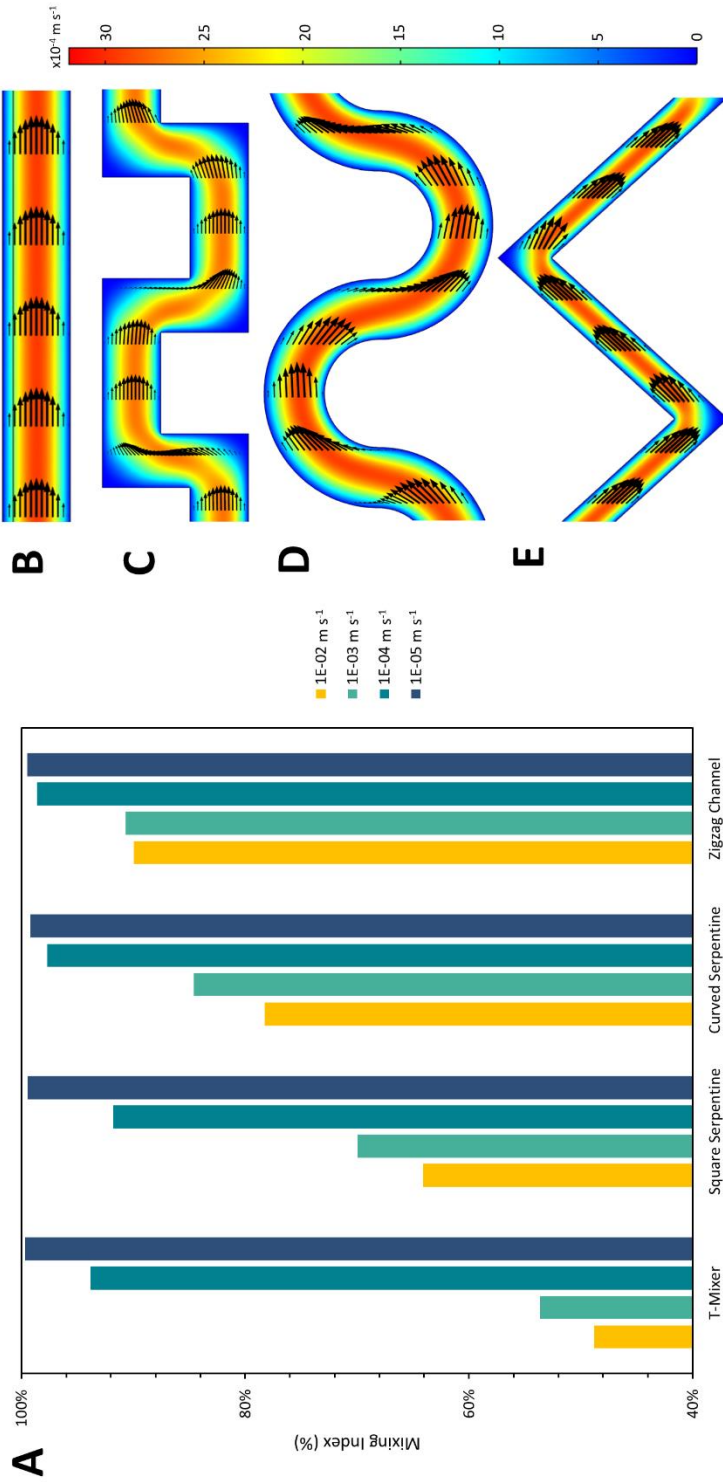 A
Mixing Index (%)
100%
80%
60%
40%
T-Mixer
Square Serpentine
Curved Serpentine
Zigzag Channel
1E-02 m s⁻¹
1E-03 m s⁻¹
1E-04 m s⁻¹
1E-05 m s⁻¹
B
C
D
E
x10⁻⁴ m s⁻¹
30
25
20
15
10
5
0